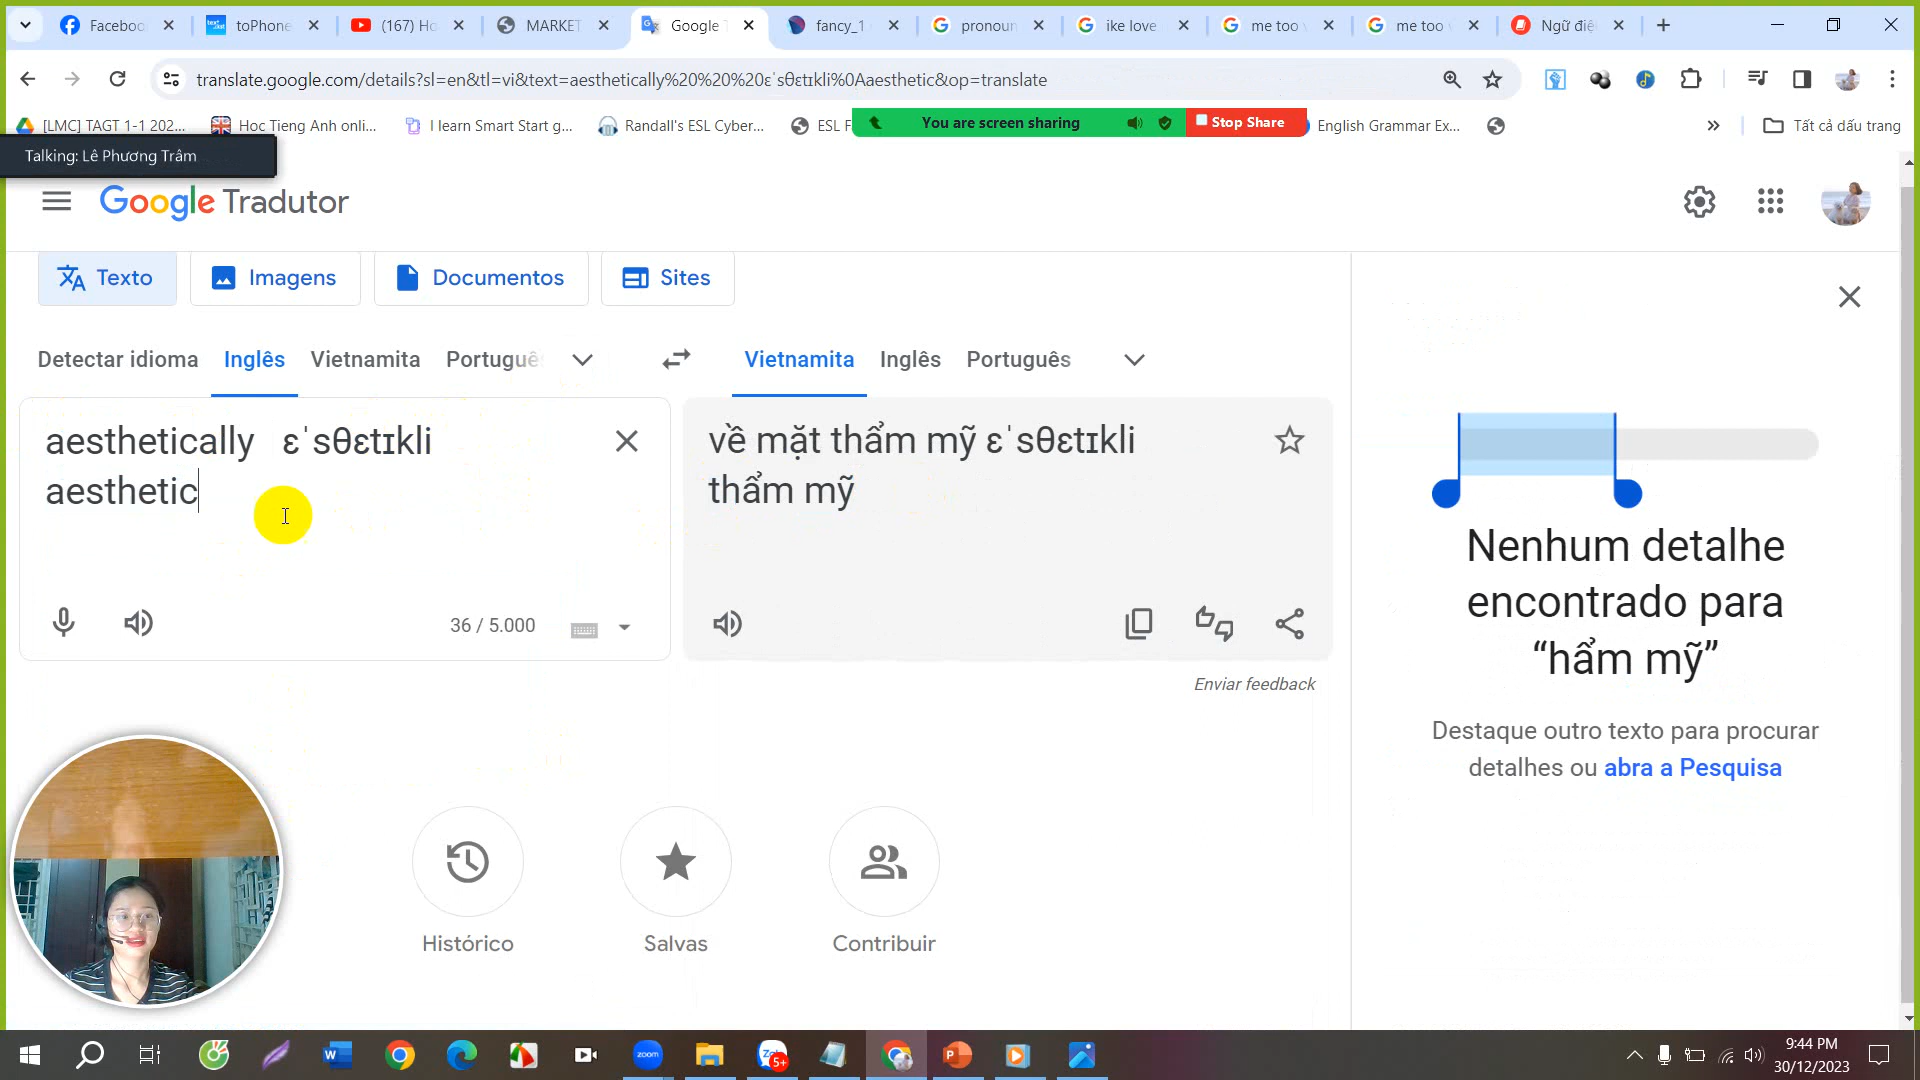 Faceboo
toPhone
(167) Ho
MARKET
Google T
fancy_1
pronoun
ike love
me too v
me too v
Ngữ điệ
translate.google.com/details?sl=en&tl=vi&text=aesthetically%20%20%20ɛˈsθɛtɪkli%0Aaesthetic&op=translate
[LMC] TAGT 1-1 202...
Hoc Tieng Anh onli...
I learn Smart Start g...
Randall's ESL Cyber...
ESL F
You are screen sharing
Stop Share
English Grammar Ex...
Tất cả dấu trang
Talking: Lê Phương Trâm
Google Tradutor
Texto
Imagens
Documentos
Sites
Detectar idioma
Inglês
Vietnamita
Português
Vietnamita
Inglês
Português
aesthetically ɛˈsθɛtɪkli
aesthetic
về mặt thẩm mỹ ɛˈsθɛtɪkli
thẩm mỹ
36 / 5.000
Enviar feedback
Nenhum detalhe
encontrado para
“hẩm mỹ”
Destaque outro texto para procurar
detalhes ou abra a Pesquisa
Histórico
Salvas
Contribuir
zoom
5+
9:44 PM
30/12/2023